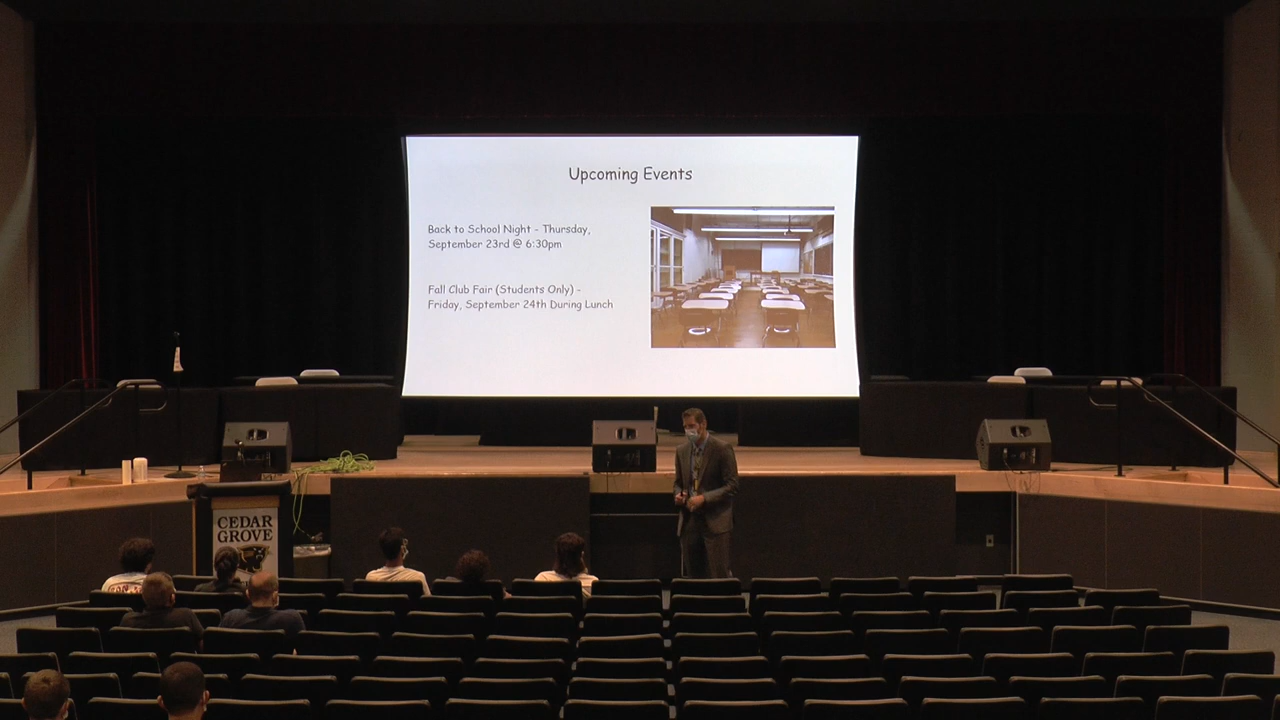 Upcoming Events
Back to School Night - Thursday,
September 23rd @ 6:30pm
Fall Club Fair (Students Only) -
Friday, September 24th During Lunch
CEDAR
GROVE